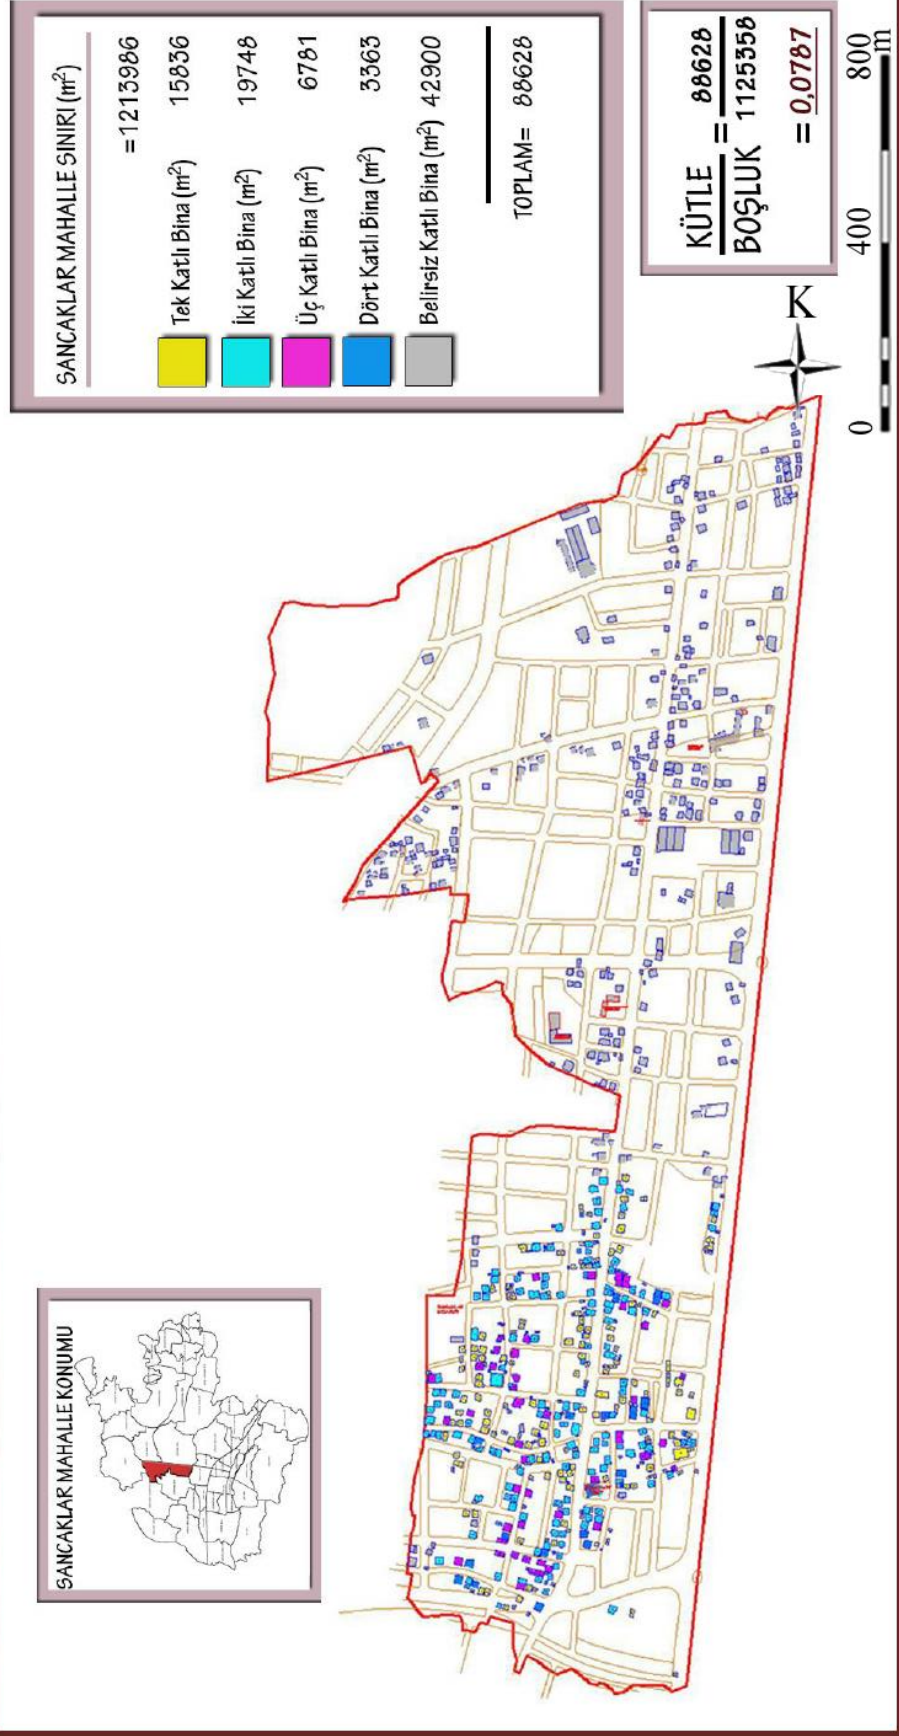 SANCAKLAR MAHALLE KONUMU
SANCAKLAR MAHALLE SINIRI (m²)
=1213986
Tek Katlı Bina (m²) 15836
İki Katlı Bina (m²) 19748
Üç Katlı Bina (m²) 6781
Dört Katlı Bina (m²) 3363
Belirsiz Katlı Bina (m²) 42900
TOPLAM= 88628
KÜTLE = 88628
BOŞLUK 1125358
= 0,0787
K
0 400 800
m